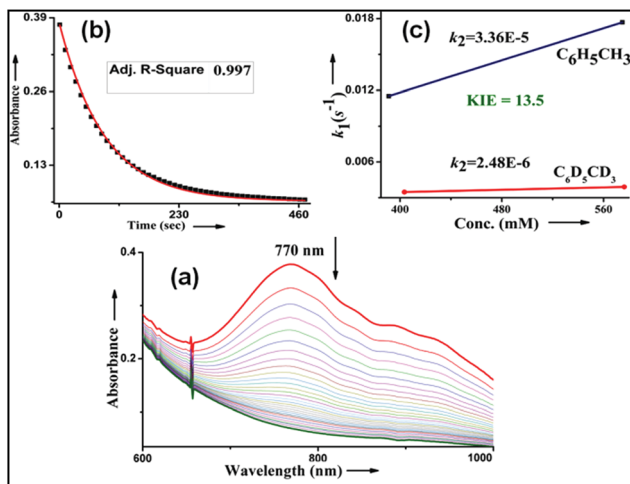 (b)
Adj. R-Square 0.997
Absorbance
0.39
0.26
0.13
0
230
460
Time (sec)
(c)
k2=3.36E-5
C6H5CH3
KIE = 13.5
k2=2.48E-6
C6D5CD3
k1(s-1)
0.018
0.012
0.006
400
480
560
Conc. (mM)
(a)
770 nm
Absorbance
0.4
0.2
600
800
1000
Wavelength (nm)